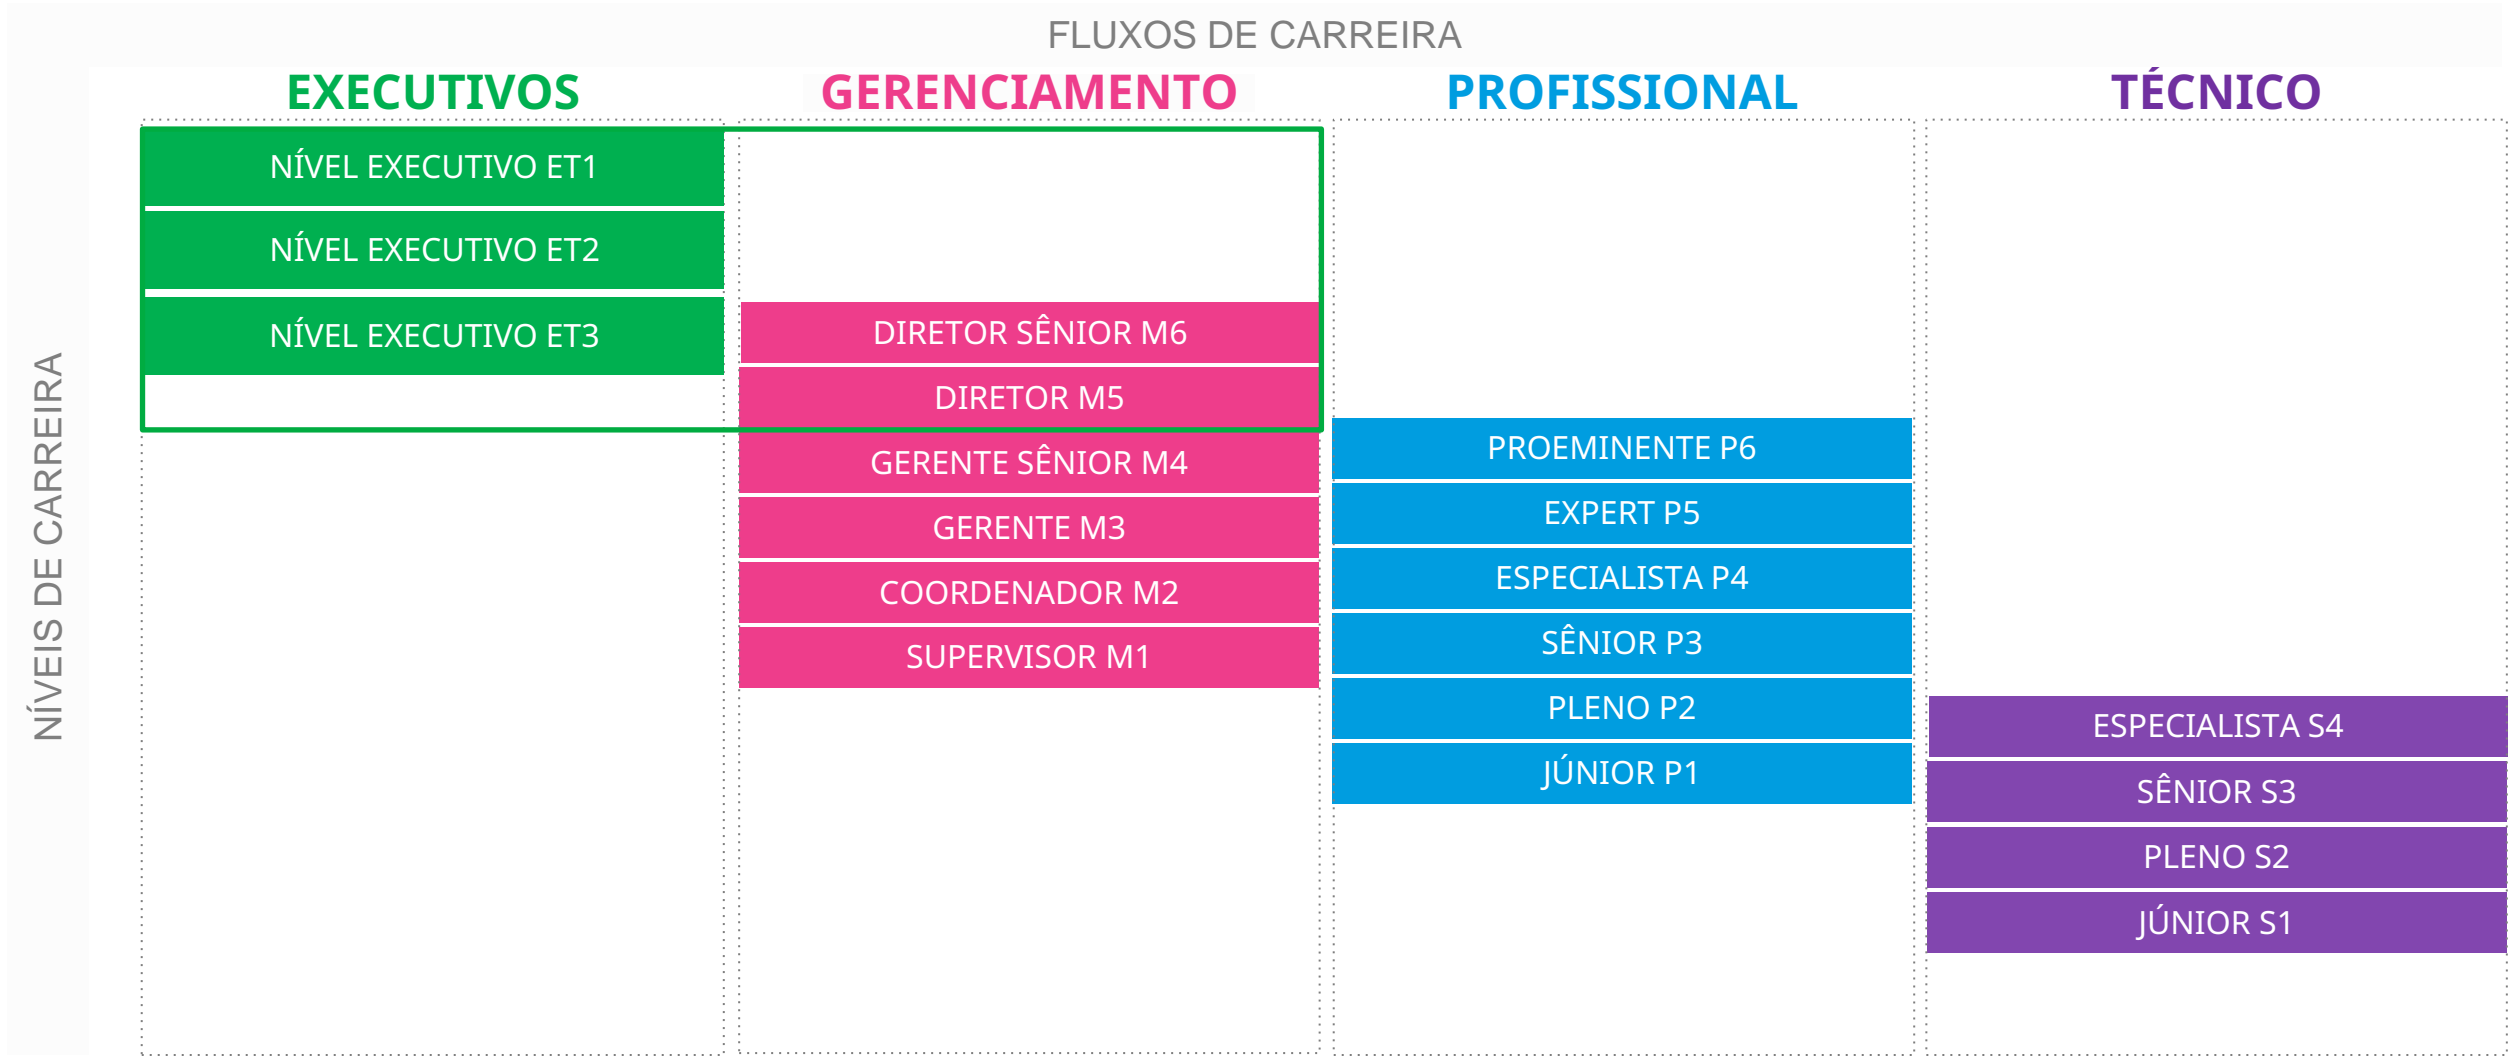 FLUXOS DE CARREIRA
NÍVEIS DE CARREIRA
EXECUTIVOS
NÍVEL EXECUTIVO ET1
NÍVEL EXECUTIVO ET2
NÍVEL EXECUTIVO ET3
GERENCIAMENTO
DIRETOR SÊNIOR M6
DIRETOR M5
GERENTE SÊNIOR M4
GERENTE M3
COORDENADOR M2
SUPERVISOR M1
PROFISSIONAL
PROEMINENTE P6
EXPERT P5
ESPECIALISTA P4
SÊNIOR P3
PLENO P2
JÚNIOR P1
TÉCNICO
ESPECIALISTA S4
SÊNIOR S3
PLENO S2
JÚNIOR S1